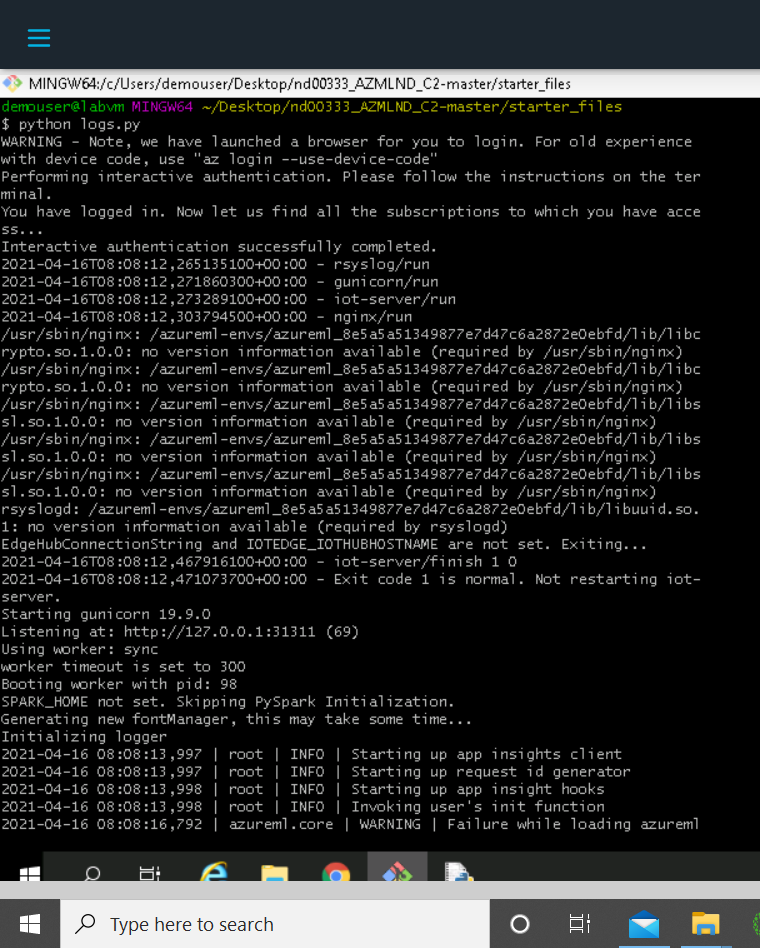 MINGW64:/c/Users/demouser/Desktop/nd00333_AZMLND_C2-master/starter_files
demouser@labvm MINGW64 ~/Desktop/nd00333_AZMLND_C2-master/starter_files
$ python logs.py
WARNING - Note, we have launched a browser for you to login. For old experience
with device code, use "az login --use-device-code"
Performing interactive authentication. Please follow the instructions on the ter
minal.
You have logged in. Now let us find all the subscriptions to which you have acce
ss...
Interactive authentication successfully completed.
2021-04-16T08:08:12,265135100+00:00 - rsyslog/run
2021-04-16T08:08:12,271860300+00:00 - gunicorn/run
2021-04-16T08:08:12,273289100+00:00 - iot-server/run
2021-04-16T08:08:12,303794500+00:00 - nginx/run
/usr/sbin/nginx: /azureml-envs/azureml_8e5a5a51349877e7d47c6a2872e0ebfd/lib/libc
rypto.so.1.0.0: no version information available (required by /usr/sbin/nginx)
/usr/sbin/nginx: /azureml-envs/azureml_8e5a5a51349877e7d47c6a2872e0ebfd/lib/libc
rypto.so.1.0.0: no version information available (required by /usr/sbin/nginx)
/usr/sbin/nginx: /azureml-envs/azureml_8e5a5a51349877e7d47c6a2872e0ebfd/lib/libs
sl.so.1.0.0: no version information available (required by /usr/sbin/nginx)
/usr/sbin/nginx: /azureml-envs/azureml_8e5a5a51349877e7d47c6a2872e0ebfd/lib/libs
sl.so.1.0.0: no version information available (required by /usr/sbin/nginx)
/usr/sbin/nginx: /azureml-envs/azureml_8e5a5a51349877e7d47c6a2872e0ebfd/lib/libs
sl.so.1.0.0: no version information available (required by /usr/sbin/nginx)
rsyslogd: /azureml-envs/azureml_8e5a5a51349877e7d47c6a2872e0ebfd/lib/libuuid.so.
1: no version information available (required by rsyslogd)
EdgeHubConnectionString and IOTEDGE_IOTHUBHOSTNAME are not set. Exiting...
2021-04-16T08:08:12,467916100+00:00 - iot-server/finish 1 0
2021-04-16T08:08:12,471073700+00:00 - Exit code 1 is normal. Not restarting iot-
server.
Starting gunicorn 19.9.0
Listening at: http://127.0.0.1:31311 (69)
Using worker: sync
worker timeout is set to 300
Booting worker with pid: 98
SPARK_HOME not set. Skipping PySpark Initialization.
Generating new fontManager, this may take some time...
Initializing logger
2021-04-16 08:08:13,997 | root | INFO | Starting up app insights client
2021-04-16 08:08:13,997 | root | INFO | Starting up request id generator
2021-04-16 08:08:13,998 | root | INFO | Starting up app insight hooks
2021-04-16 08:08:13,998 | root | INFO | Invoking user's init function
2021-04-16 08:08:16,792 | azureml.core | WARNING | Failure while loading azureml
Type here to search